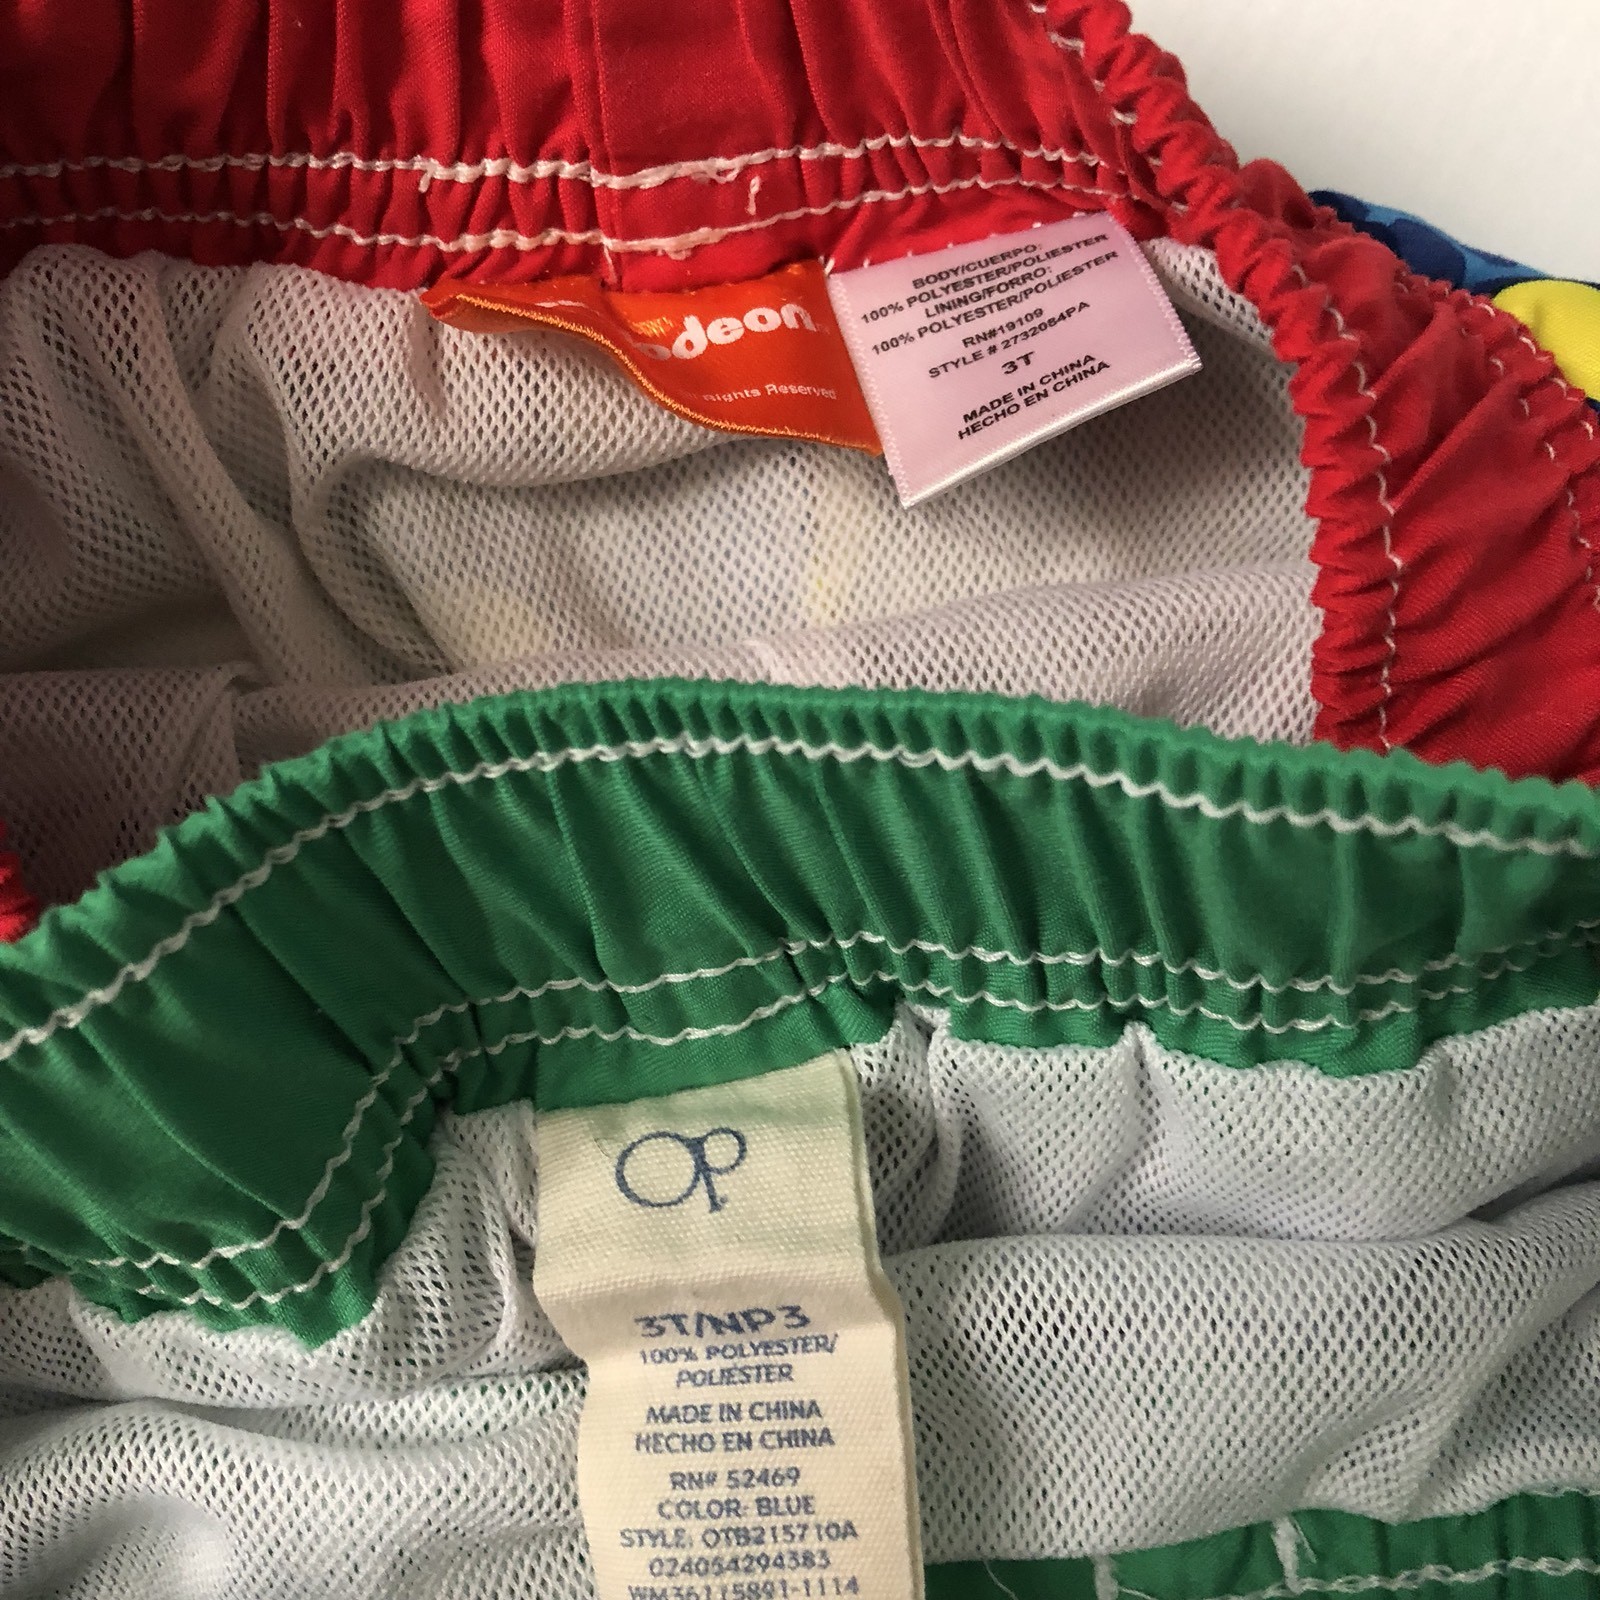 odeon
Rights Reserved
BODY/CUERPO:
100% POLYESTER/POLIESTER
LINING/FORRO:
100% POLYESTER/POLIESTER
RN#19109
STYLE # 2732084PA
3T
MADE IN CHINA
HECHO EN CHINA
Op
3T/NP3
100% POLYESTER/
POLIESTER
MADE IN CHINA
HECHO EN CHINA
RN# 52469
COLOR: BLUE
STYLE: OTB215710A
024054294383
WM36115891-1114